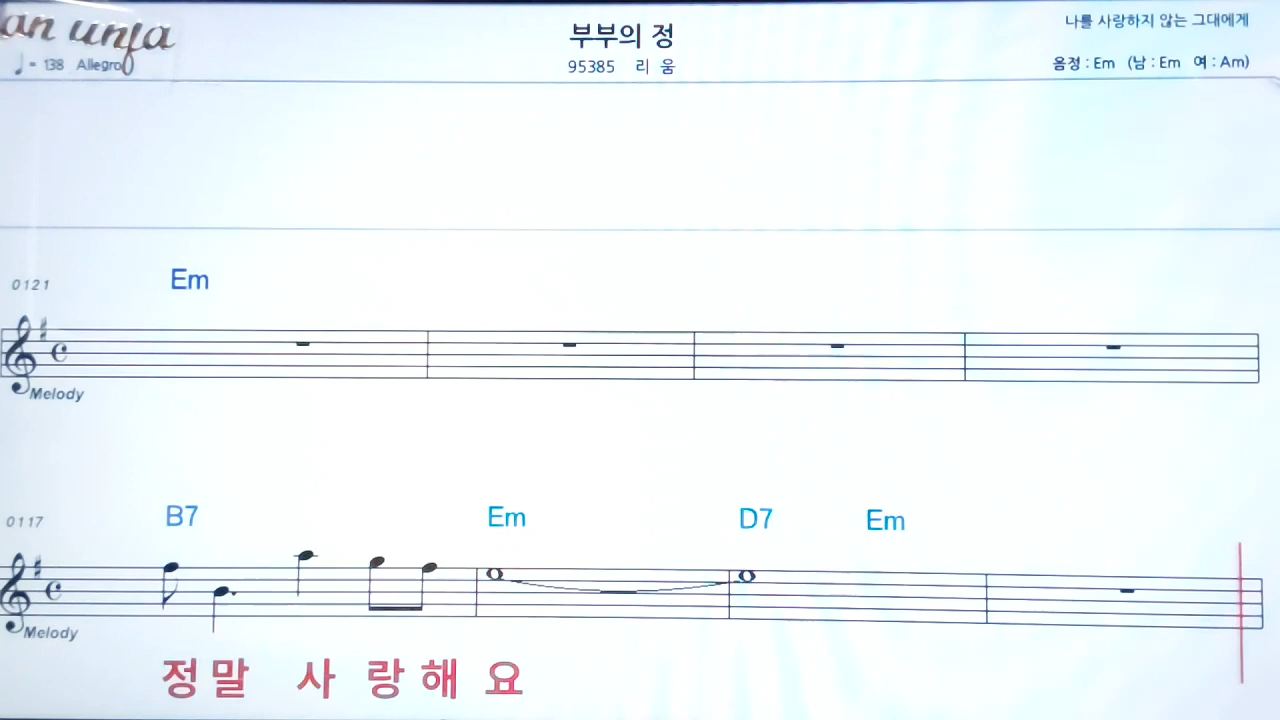 an unja
부부의 정
나를 사랑하지 않는 그대에게
♩= 138 Allegro
95385 리 움
음정 : Em (남 : Em 여 : Am)
0121 Em
Melody
0117 B7 Em D7 Em
Melody
정말 사 랑 해 요